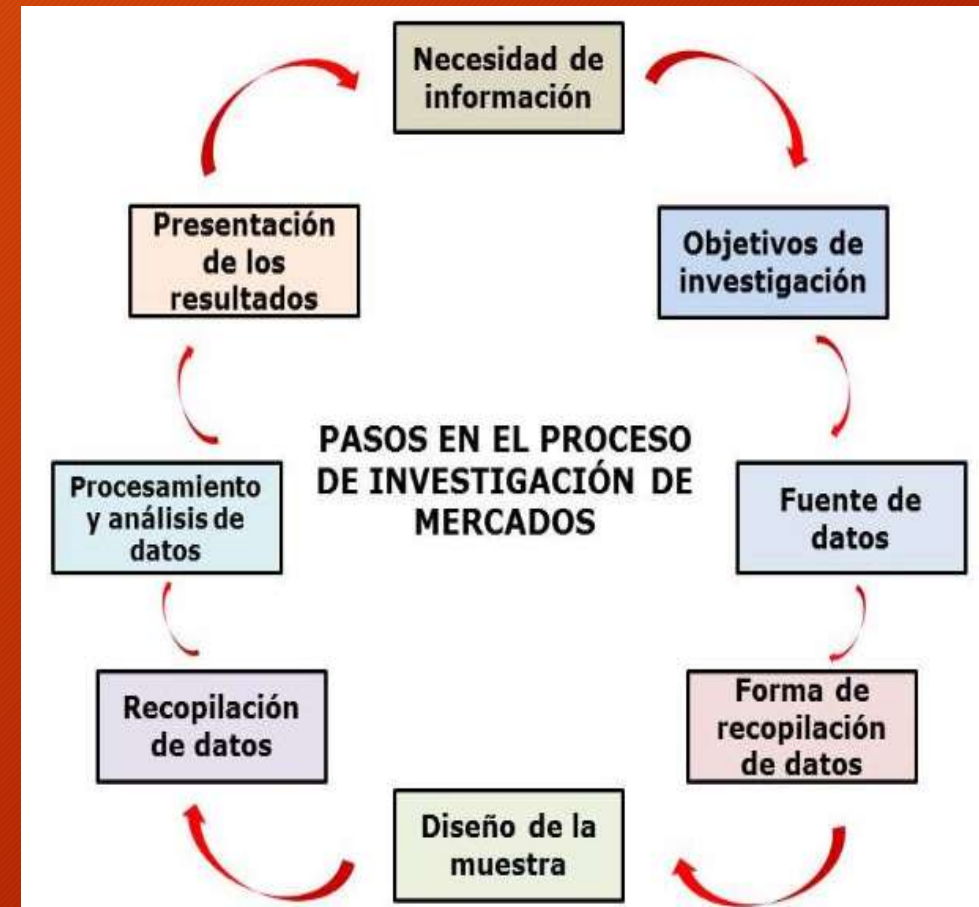 Necesidad de
información
Objetivos de
investigación
Fuente de
datos
Forma de
recopilación
de datos
Diseño de la
muestra
Recopilación
de datos
Procesamiento
y análisis de
datos
Presentación
de los
resultados
PASOS EN EL PROCESO
DE INVESTIGACIÓN DE
MERCADOS